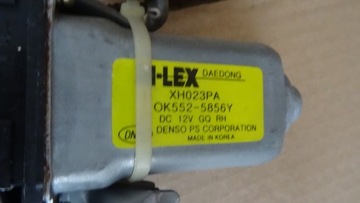 I-LEX DAEDONG
XH023PA
OK552-5856Y
DC 12V GQ RH
DENSO PS CORPORATION
MADE IN KOREA